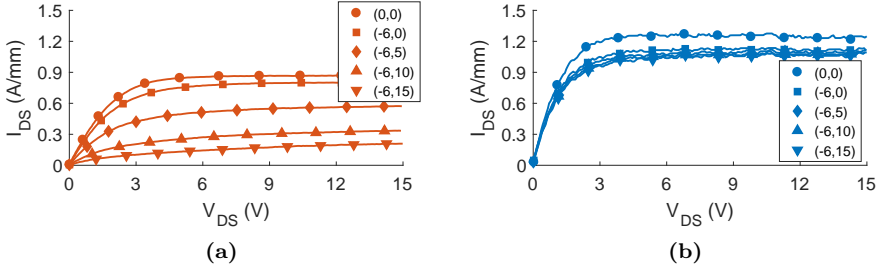 1.5
1.2
0.9
0.6
0.3
0
0 3 6 9 12 15
I_DS (A/mm)
V_DS (V)
(0,0)
(-6,0)
(-6,5)
(-6,10)
(-6,15)
(a)
1.5
1.2
0.9
0.6
0.3
0
0 3 6 9 12 15
I_DS (A/mm)
V_DS (V)
(0,0)
(-6,0)
(-6,5)
(-6,10)
(-6,15)
(b)